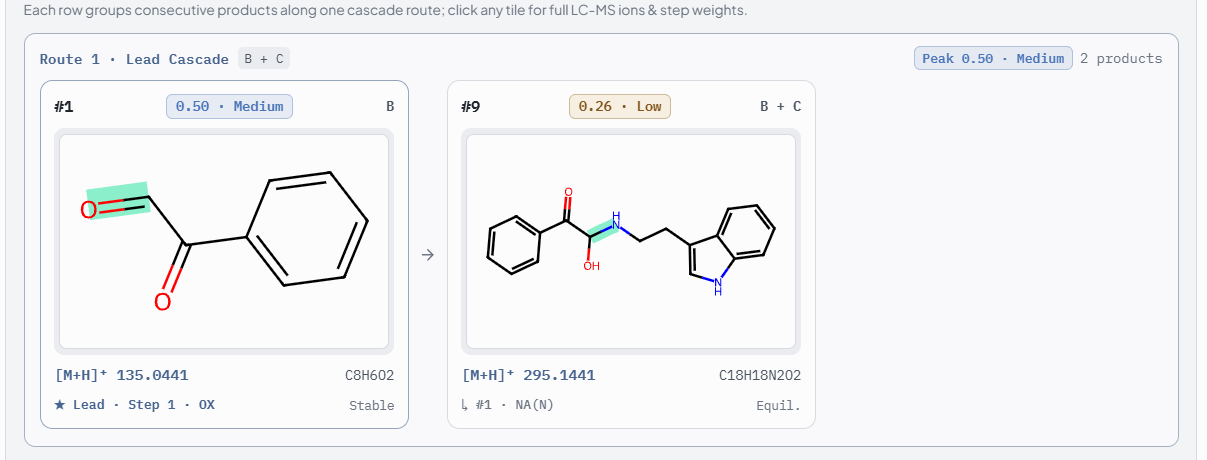 Each row groups consecutive products along one cascade route; click any tile for full LC-MS ions & step weights.
Route 1 · Lead Cascade B + C Peak 0.50 · Medium 2 products
#1 0.50 · Medium B
O
O
[M+H]⁺ 135.0441 C8H6O2
★ Lead · Step 1 · OX Stable
→
#9 0.26 · Low B + C
O
H
N
OH
N
H
[M+H]⁺ 295.1441 C18H18N2O2
↳ #1 · NA(N) Equil.